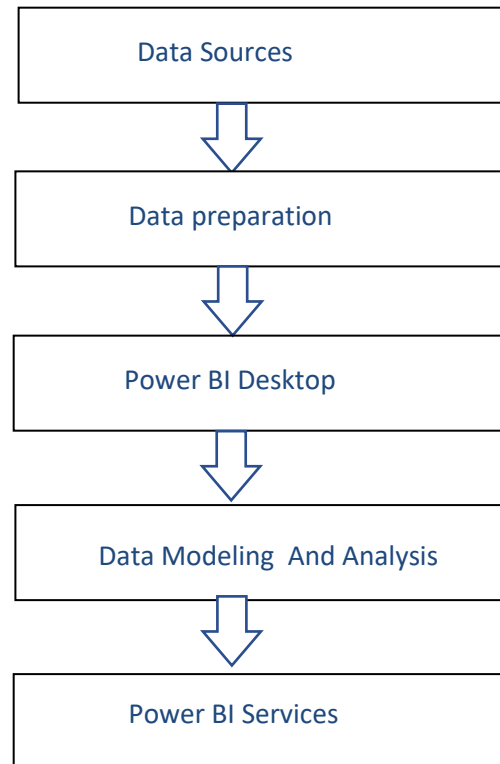 Data Sources
Data preparation
Power BI Desktop
Data Modeling  And Analysis
Power BI Services